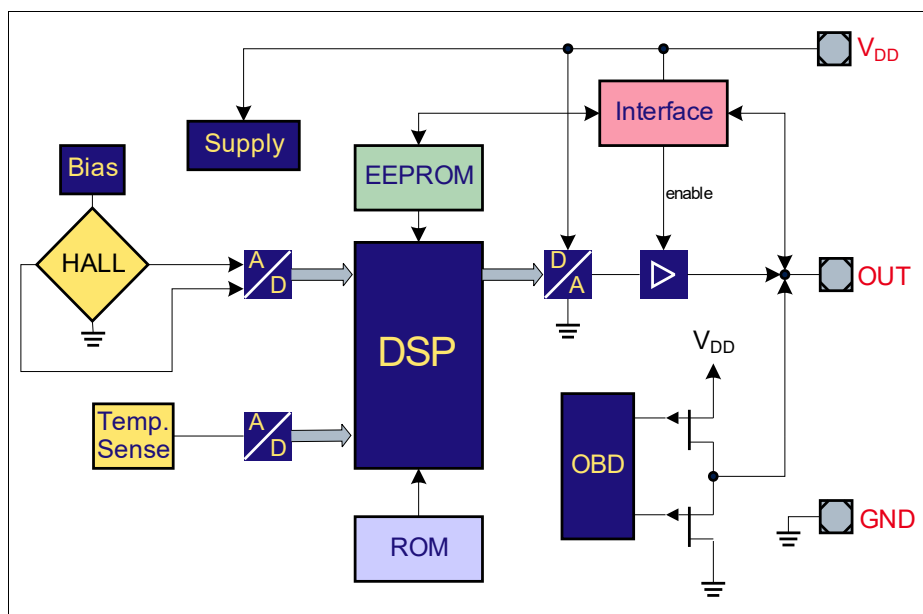 VDD
Interface
Supply
Bias
EEPROM
enable
HALL
A
D
D
A
OUT
DSP
VDD
Temp.
Sense
A
D
OBD
GND
ROM